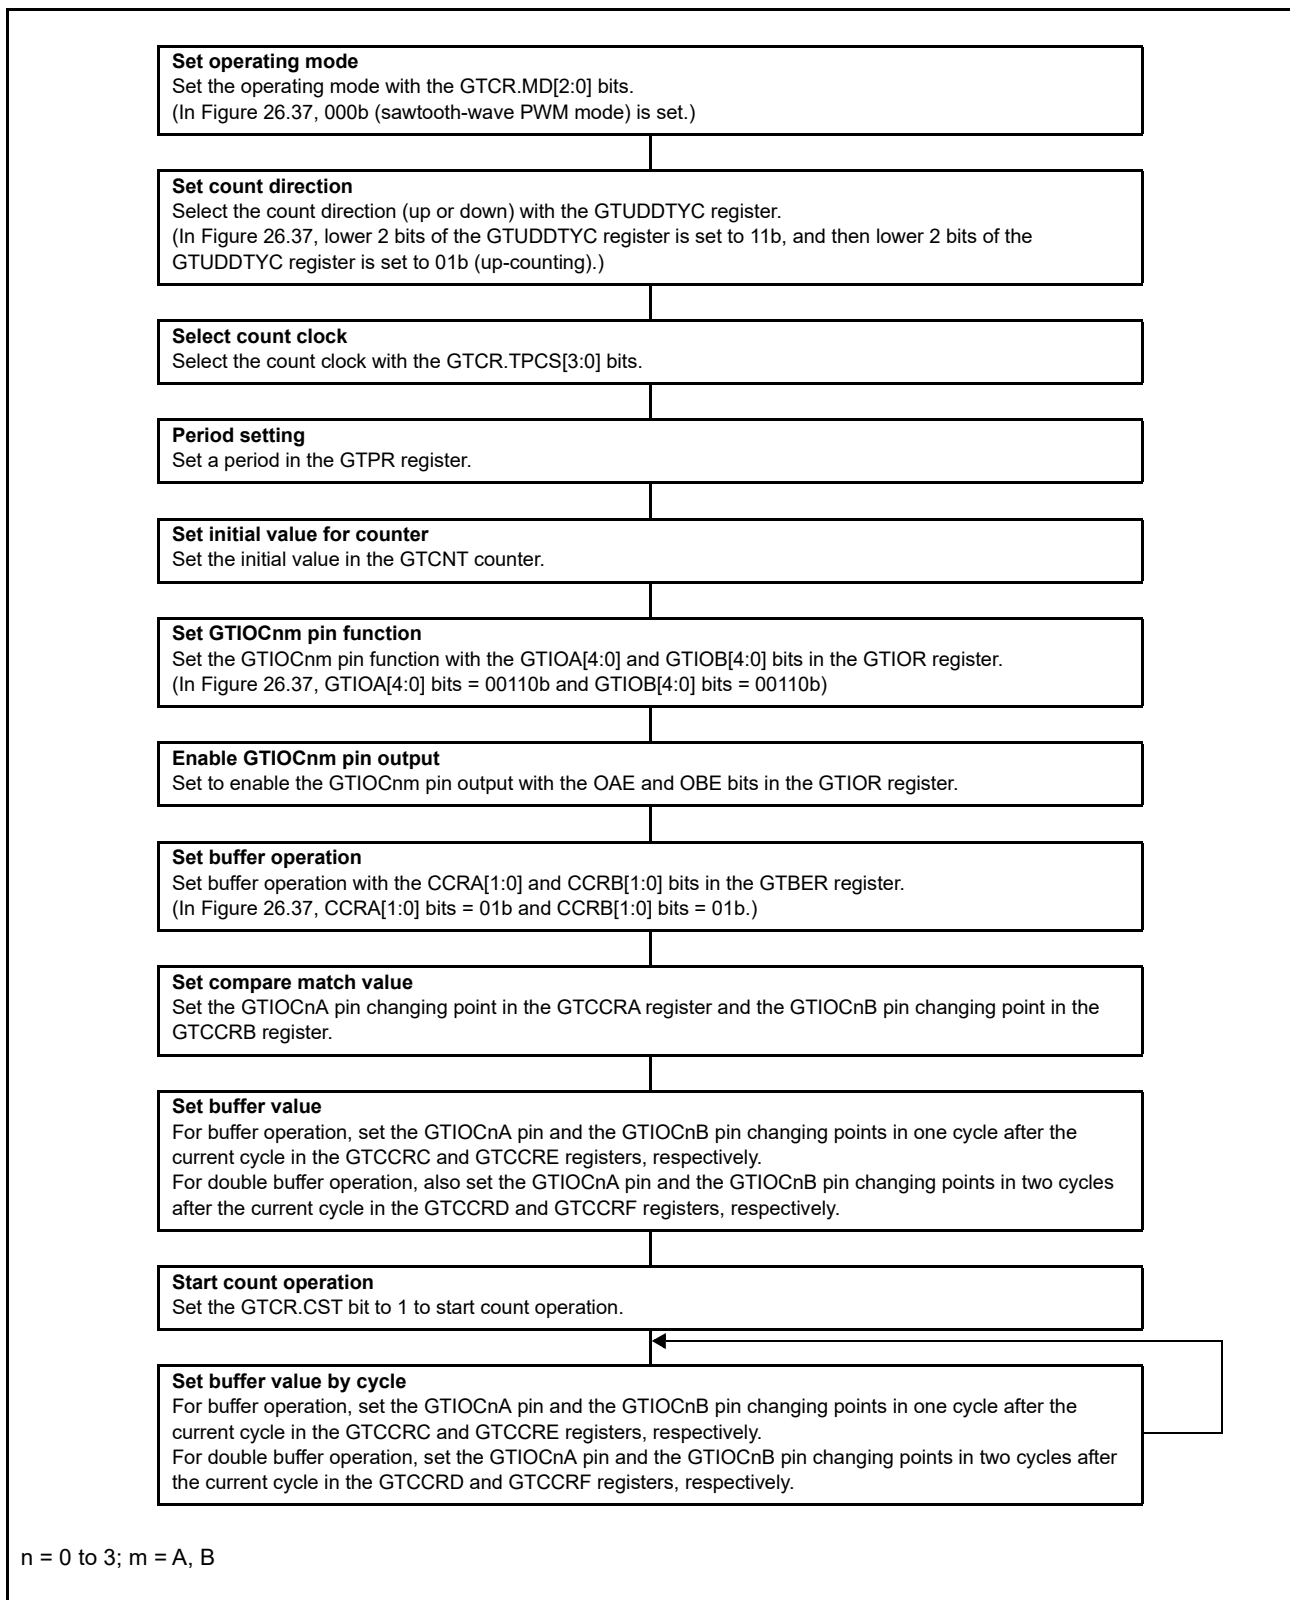 Set operating mode
Set the operating mode with the GTCR.MD[2:0] bits.
(In Figure 26.37, 000b (sawtooth-wave PWM mode) is set.)
Set count direction
Select the count direction (up or down) with the GTUDDTYC register.
(In Figure 26.37, lower 2 bits of the GTUDDTYC register is set to 11b, and then lower 2 bits of the
GTUDDTYC register is set to 01b (up-counting).)
Select count clock
Select the count clock with the GTCR.TPCS[3:0] bits.
Period setting
Set a period in the GTPR register.
Set initial value for counter
Set the initial value in the GTCNT counter.
Set GTIOCnm pin function
Set the GTIOCnm pin function with the GTIOA[4:0] and GTIOB[4:0] bits in the GTIOR register.
(In Figure 26.37, GTIOA[4:0] bits = 00110b and GTIOB[4:0] bits = 00110b)
Enable GTIOCnm pin output
Set to enable the GTIOCnm pin output with the OAE and OBE bits in the GTIOR register.
Set buffer operation
Set buffer operation with the CCRA[1:0] and CCRB[1:0] bits in the GTBER register.
(In Figure 26.37, CCRA[1:0] bits = 01b and CCRB[1:0] bits = 01b.)
Set compare match value
Set the GTIOCnA pin changing point in the GTCCRA register and the GTIOCnB pin changing point in the
GTCCRB register.
Set buffer value
For buffer operation, set the GTIOCnA pin and the GTIOCnB pin changing points in one cycle after the
current cycle in the GTCCRC and GTCCRE registers, respectively.
For double buffer operation, also set the GTIOCnA pin and the GTIOCnB pin changing points in two cycles
after the current cycle in the GTCCRD and GTCCRF registers, respectively.
Start count operation
Set the GTCR.CST bit to 1 to start count operation.
Set buffer value by cycle
For buffer operation, set the GTIOCnA pin and the GTIOCnB pin changing points in one cycle after the
current cycle in the GTCCRC and GTCCRE registers, respectively.
For double buffer operation, set the GTIOCnA pin and the GTIOCnB pin changing points in two cycles after
the current cycle in the GTCCRD and GTCCRF registers, respectively.
n = 0 to 3; m = A, B